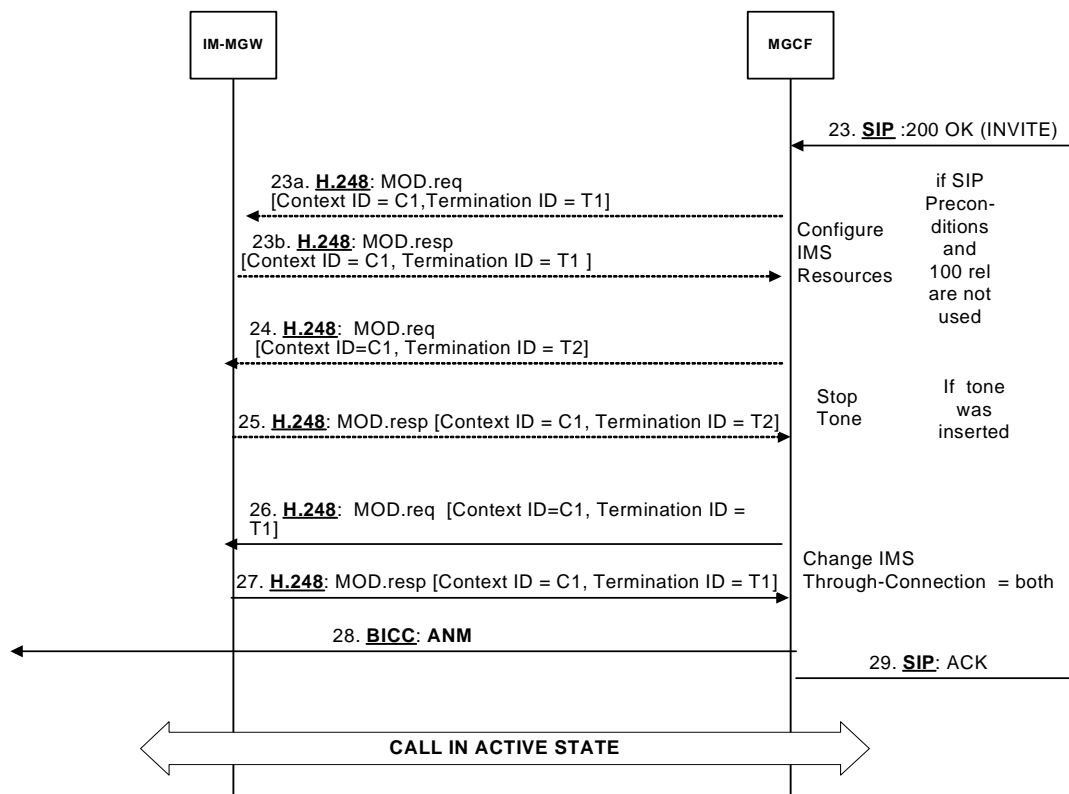 IM-MGW
MGCF
23. SIP :200 OK (INVITE)
23a. H.248: MOD.req
[Context ID = C1,Termination ID = T1]
23b. H.248: MOD.resp
[Context ID = C1, Termination ID = T1 ]
Configure
IMS
Resources
if SIP
Precon-
ditions
and
100 rel
are not
used
24. H.248: MOD.req
[Context ID=C1, Termination ID = T2]
25. H.248: MOD.resp [Context ID = C1, Termination ID = T2]
Stop
Tone
If tone
was
inserted
26. H.248: MOD.req [Context ID=C1, Termination ID =
T1]
27. H.248: MOD.resp [Context ID = C1, Termination ID = T1]
Change IMS
Through-Connection = both
28. BICC: ANM
29. SIP: ACK
CALL IN ACTIVE STATE